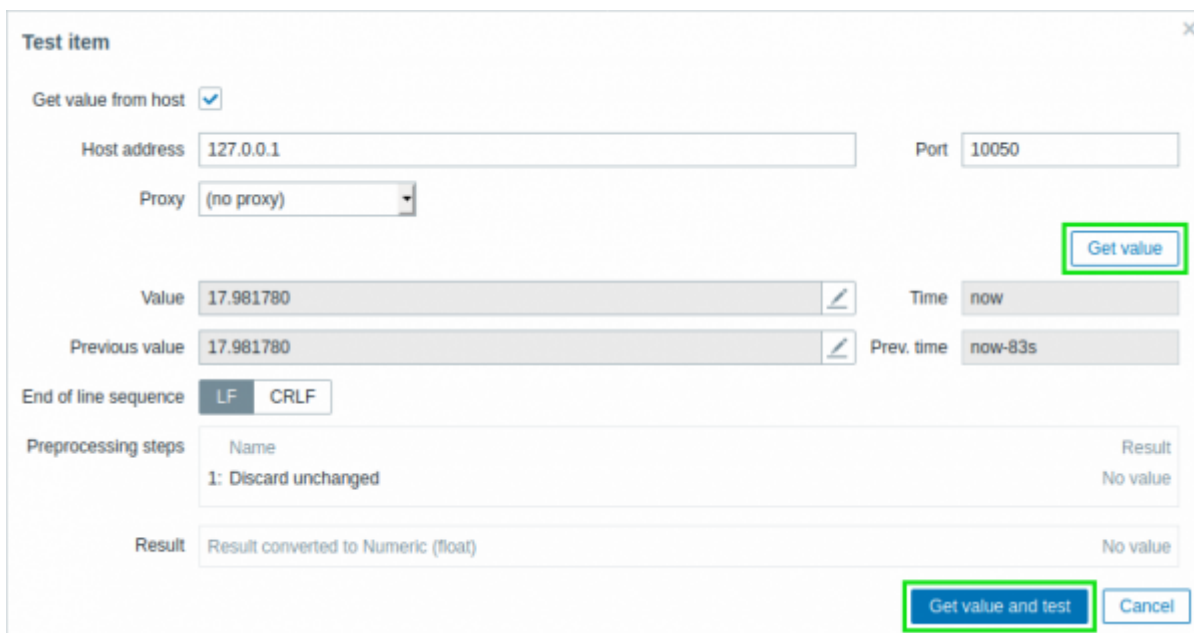 Test item
Get value from host
Host address 127.0.0.1 Port 10050
Proxy (no proxy)
Get value
Value 17.981780 Time now
Previous value 17.981780 Prev. time now-83s
End of line sequence LF CRLF
Preprocessing steps Name Result
1: Discard unchanged No value
Result Result converted to Numeric (float) No value
Get value and test Cancel